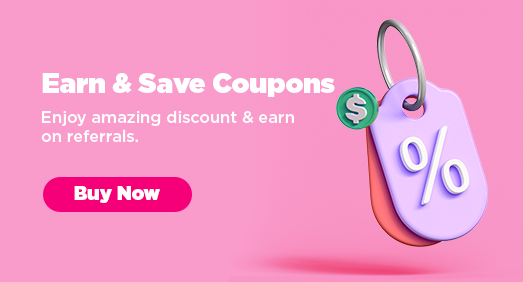 Earn & Save Coupons
Enjoy amazing discount & earn
on referrals.
Buy Now
$
%